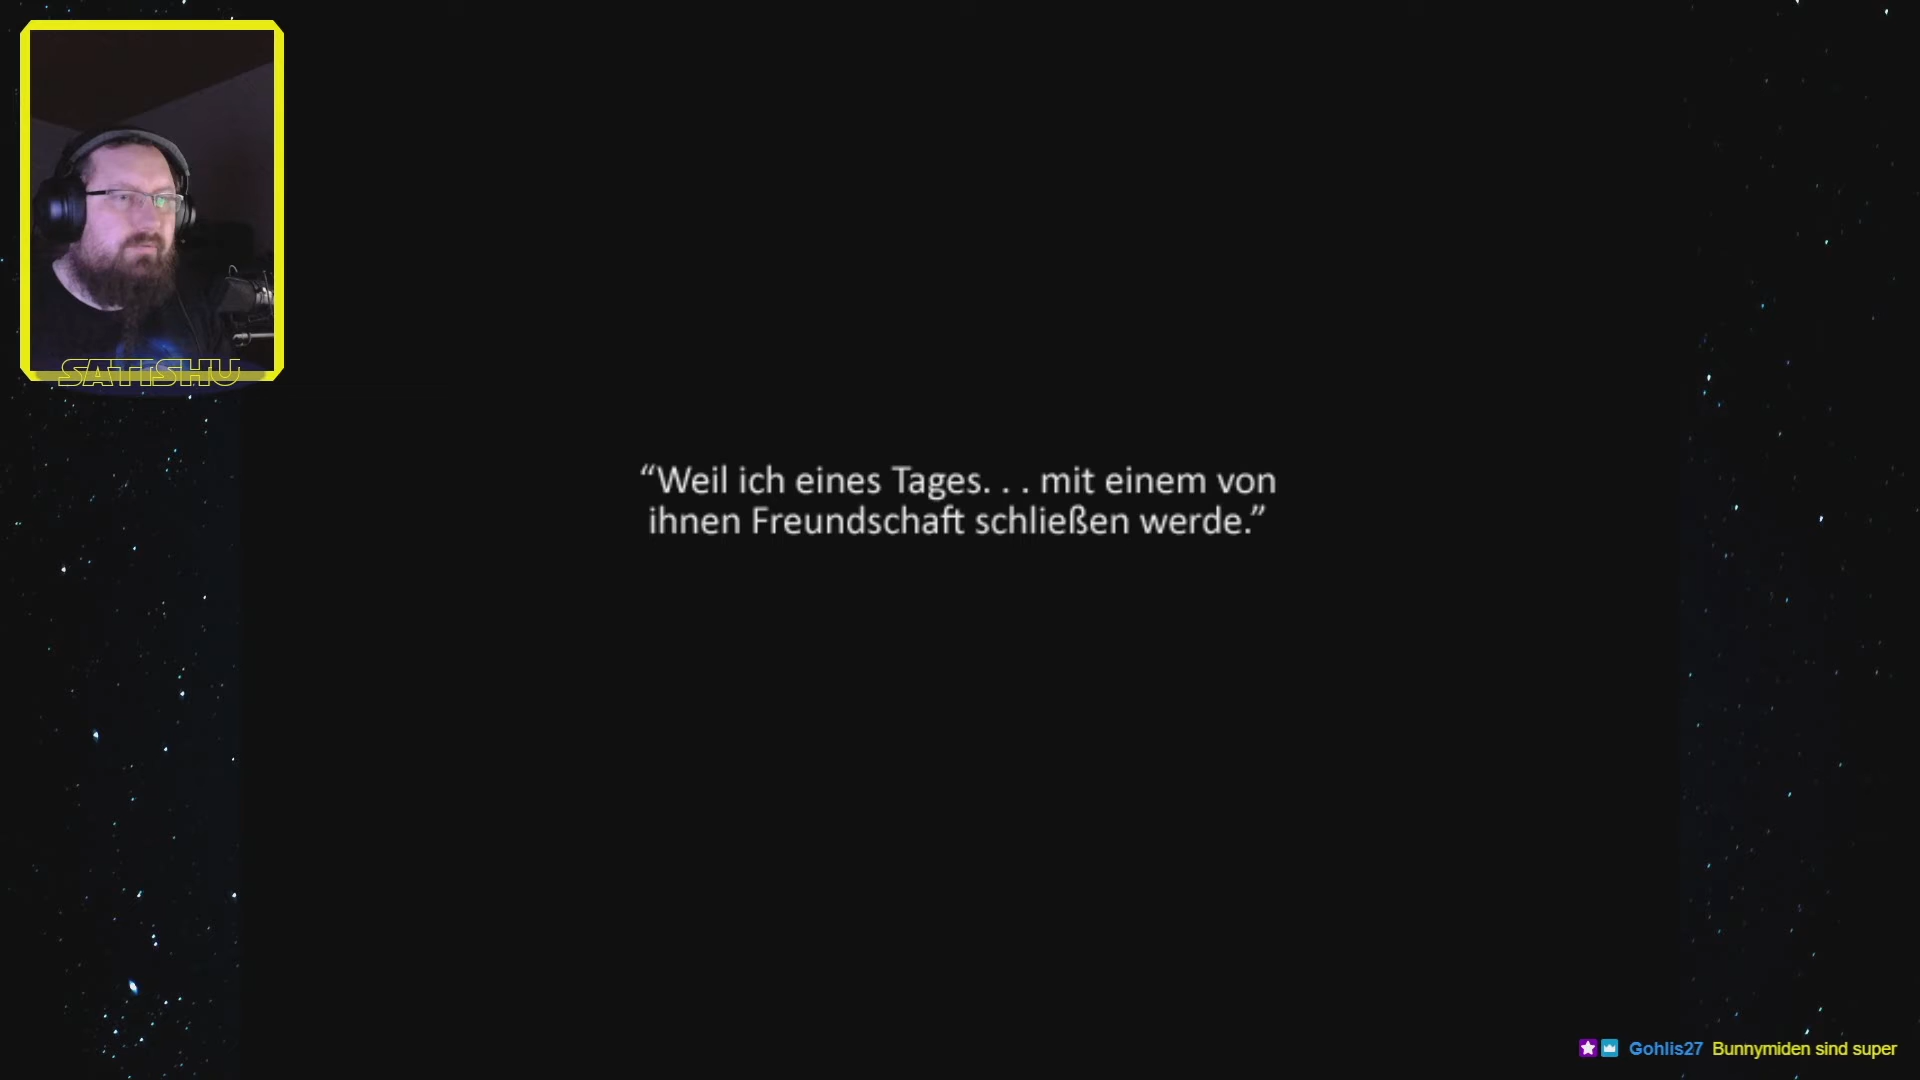 SATISHU
“Weil ich eines Tages. . . mit einem von
ihnen Freundschaft schließen werde.”
Gohlis27 Bunnymiden sind super